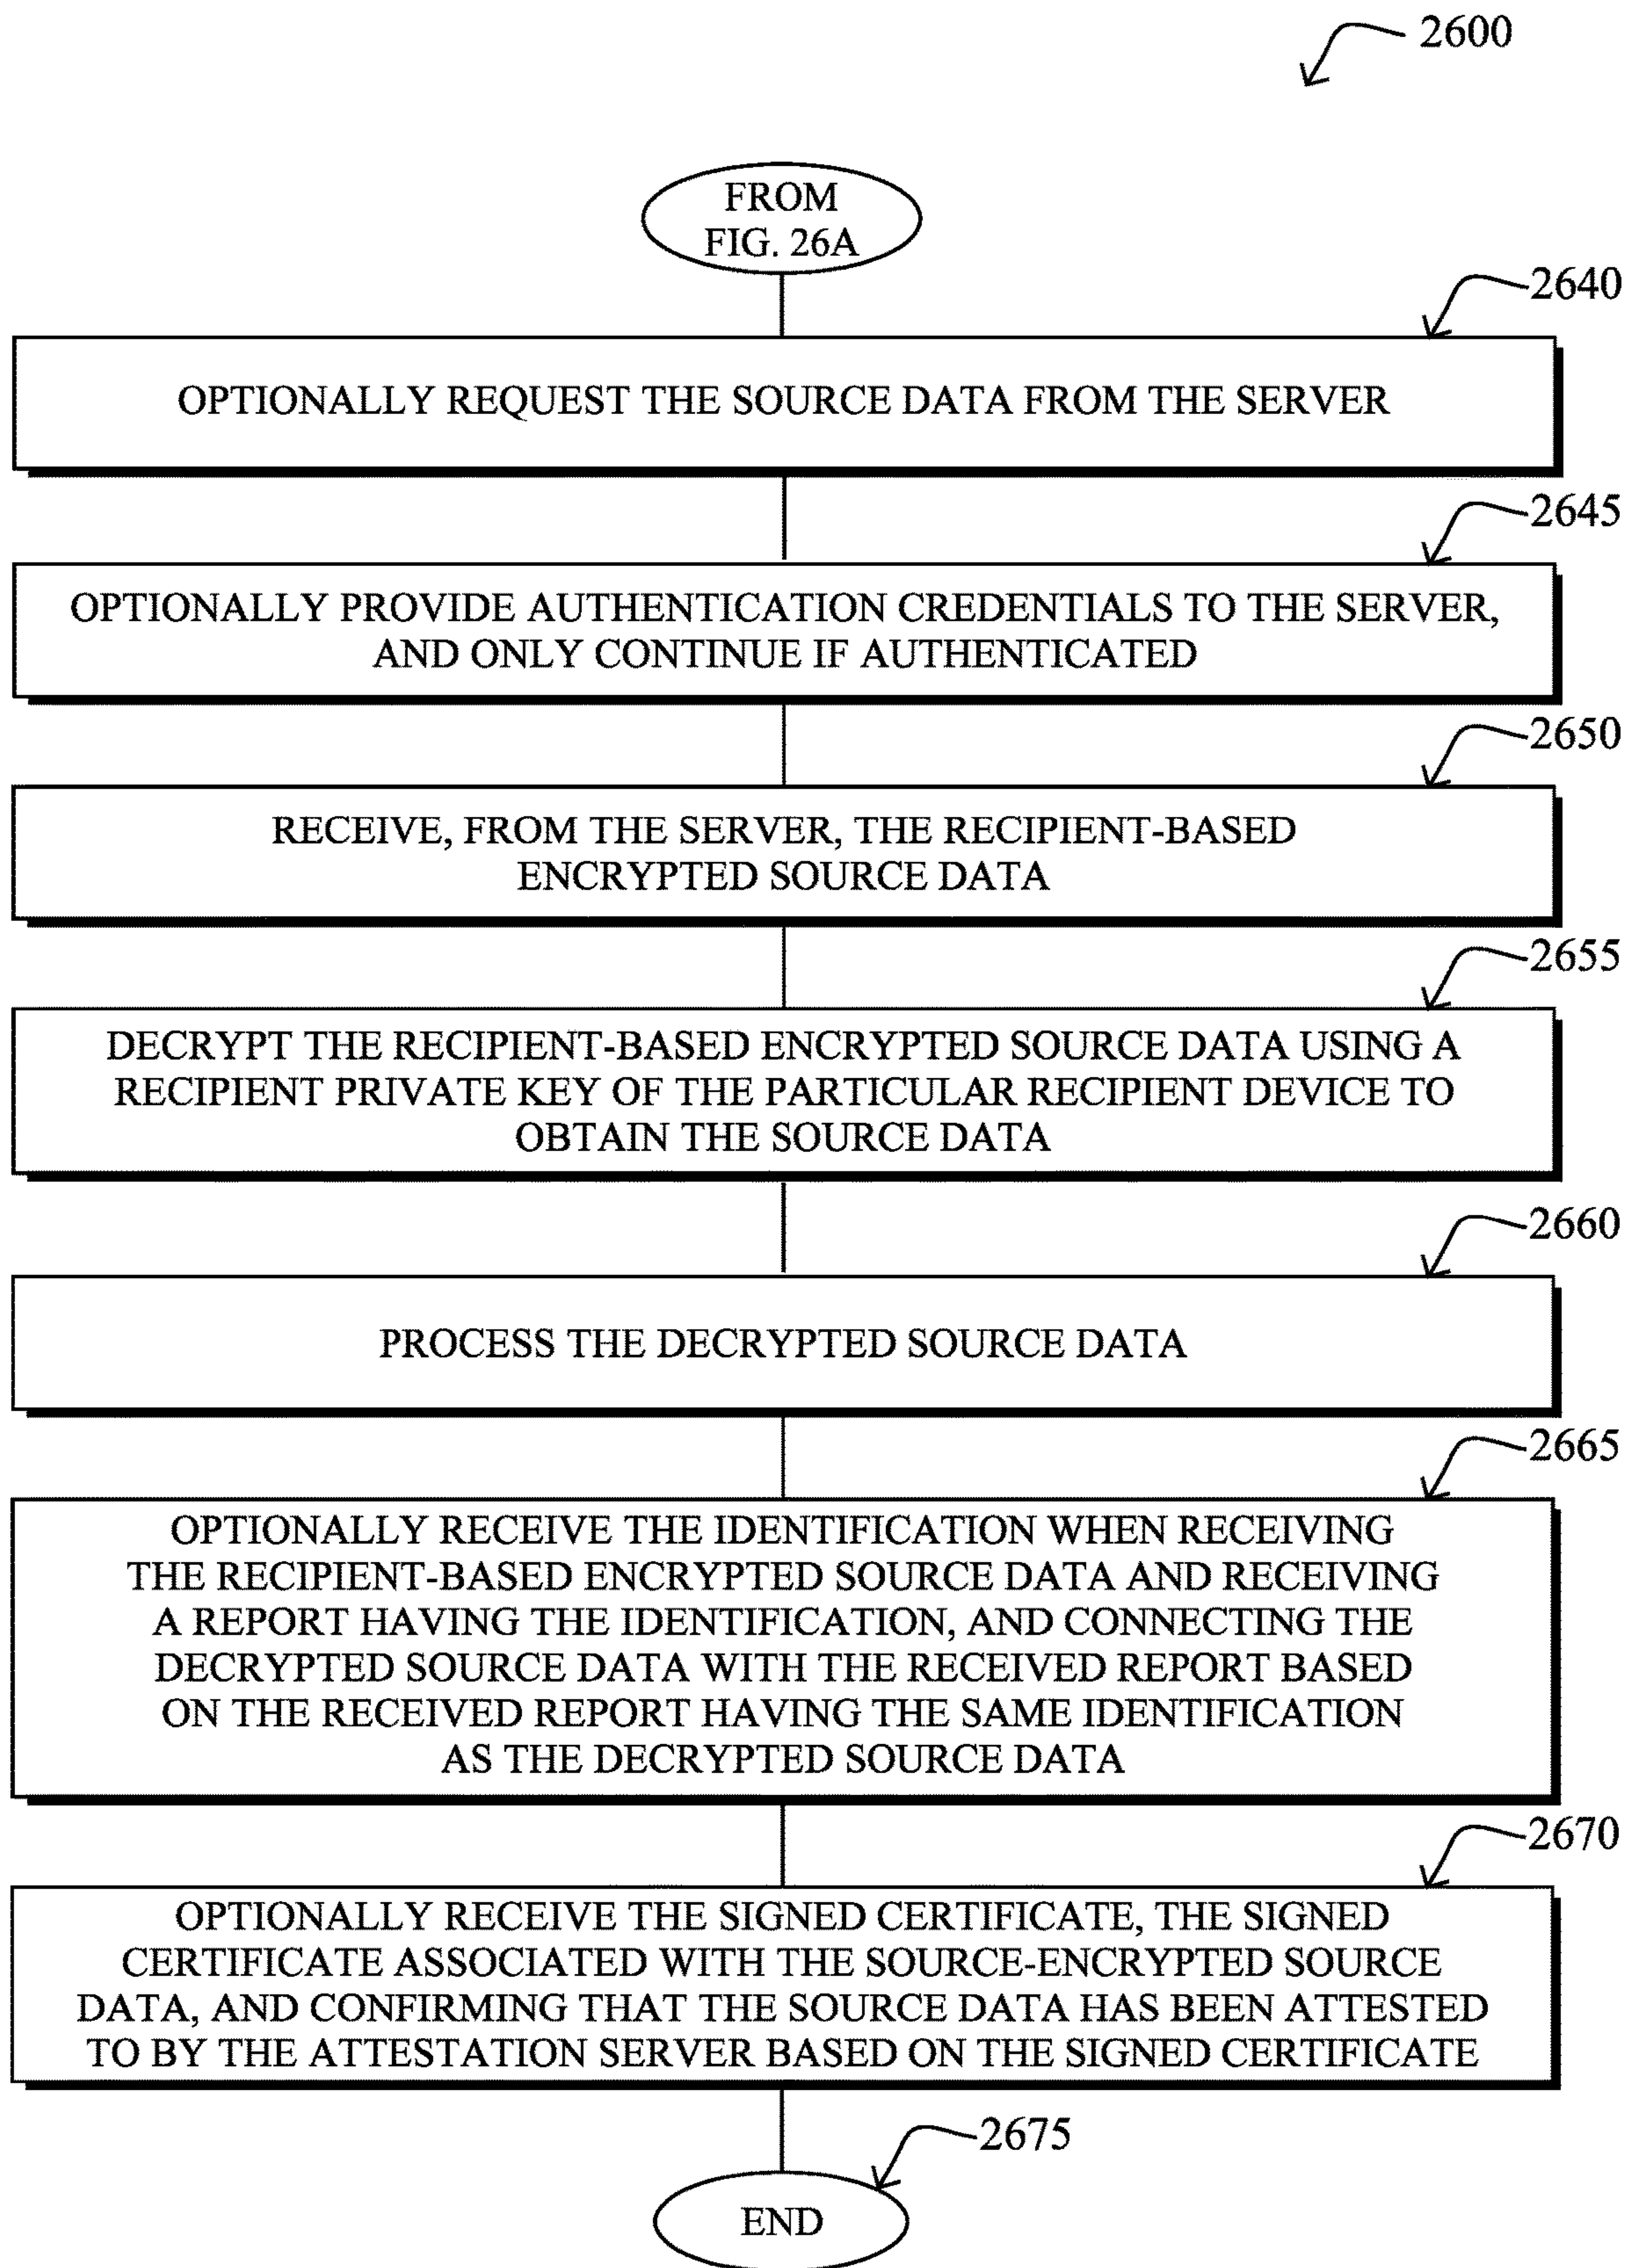 2600
FROM
FIG. 26A
2640
OPTIONALLY REQUEST THE SOURCE DATA FROM THE SERVER
2645
OPTIONALLY PROVIDE AUTHENTICATION CREDENTIALS TO THE SERVER,
AND ONLY CONTINUE IF AUTHENTICATED
2650
RECEIVE, FROM THE SERVER, THE RECIPIENT-BASED
ENCRYPTED SOURCE DATA
2655
DECRYPT THE RECIPIENT-BASED ENCRYPTED SOURCE DATA USING A
RECIPIENT PRIVATE KEY OF THE PARTICULAR RECIPIENT DEVICE TO
OBTAIN THE SOURCE DATA
2660
PROCESS THE DECRYPTED SOURCE DATA
2665
OPTIONALLY RECEIVE THE IDENTIFICATION WHEN RECEIVING
THE RECIPIENT-BASED ENCRYPTED SOURCE DATA AND RECEIVING
A REPORT HAVING THE IDENTIFICATION, AND CONNECTING THE
DECRYPTED SOURCE DATA WITH THE RECEIVED REPORT BASED
ON THE RECEIVED REPORT HAVING THE SAME IDENTIFICATION
AS THE DECRYPTED SOURCE DATA
2670
OPTIONALLY RECEIVE THE SIGNED CERTIFICATE, THE SIGNED
CERTIFICATE ASSOCIATED WITH THE SOURCE-ENCRYPTED SOURCE
DATA, AND CONFIRMING THAT THE SOURCE DATA HAS BEEN ATTESTED
TO BY THE ATTESTATION SERVER BASED ON THE SIGNED CERTIFICATE
2675
END